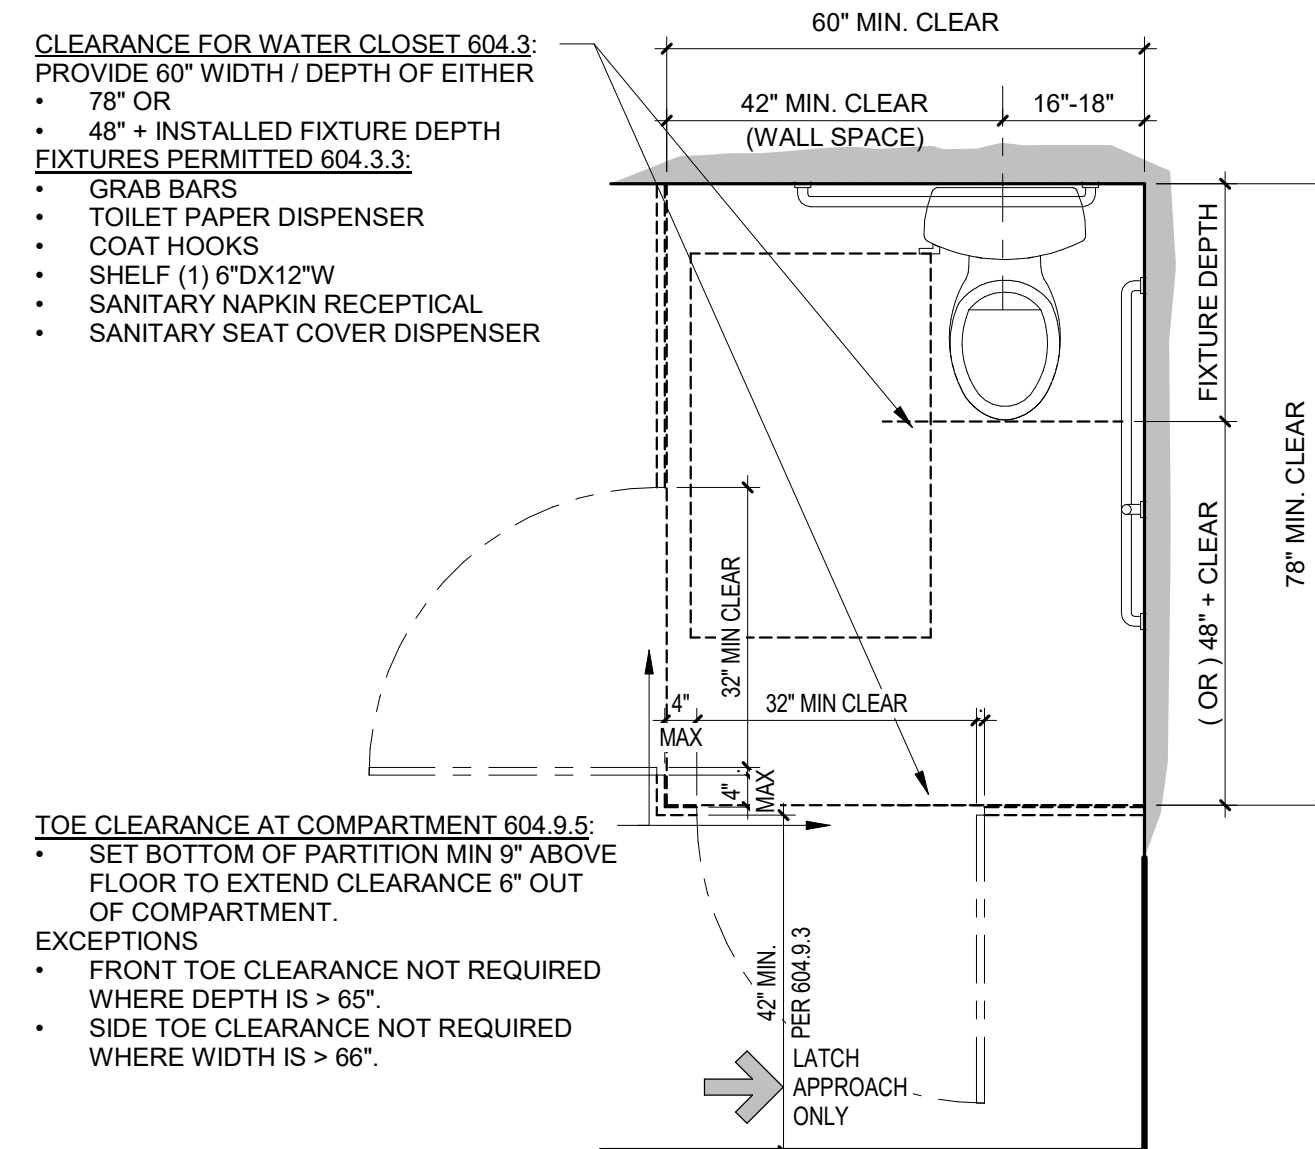 60" MIN. CLEAR
CLEARANCE FOR WATER CLOSET 604.3:
PROVIDE 60" WIDTH / DEPTH OF EITHER
• 78" OR
• 48" + INSTALLED FIXTURE DEPTH
FIXTURES PERMITTED 604.3.3:
• GRAB BARS
• TOILET PAPER DISPENSER
• COAT HOOKS
• SHELF (1) 6"DX12"W
• SANITARY NAPKIN RECEPTICAL
• SANITARY SEAT COVER DISPENSER
42" MIN. CLEAR
(WALL SPACE)
16"-18"
FIXTURE DEPTH
( OR ) 48" + CLEAR
78" MIN. CLEAR
32" MIN CLEAR
4"
MAX
32" MIN CLEAR
4"
MAX
TOE CLEARANCE AT COMPARTMENT 604.9.5:
• SET BOTTOM OF PARTITION MIN 9" ABOVE
FLOOR TO EXTEND CLEARANCE 6" OUT
OF COMPARTMENT.
EXCEPTIONS
• FRONT TOE CLEARANCE NOT REQUIRED
WHERE DEPTH IS > 65".
• SIDE TOE CLEARANCE NOT REQUIRED
WHERE WIDTH IS > 66".
42" MIN.
PER 604.9.3
LATCH
APPROACH
ONLY